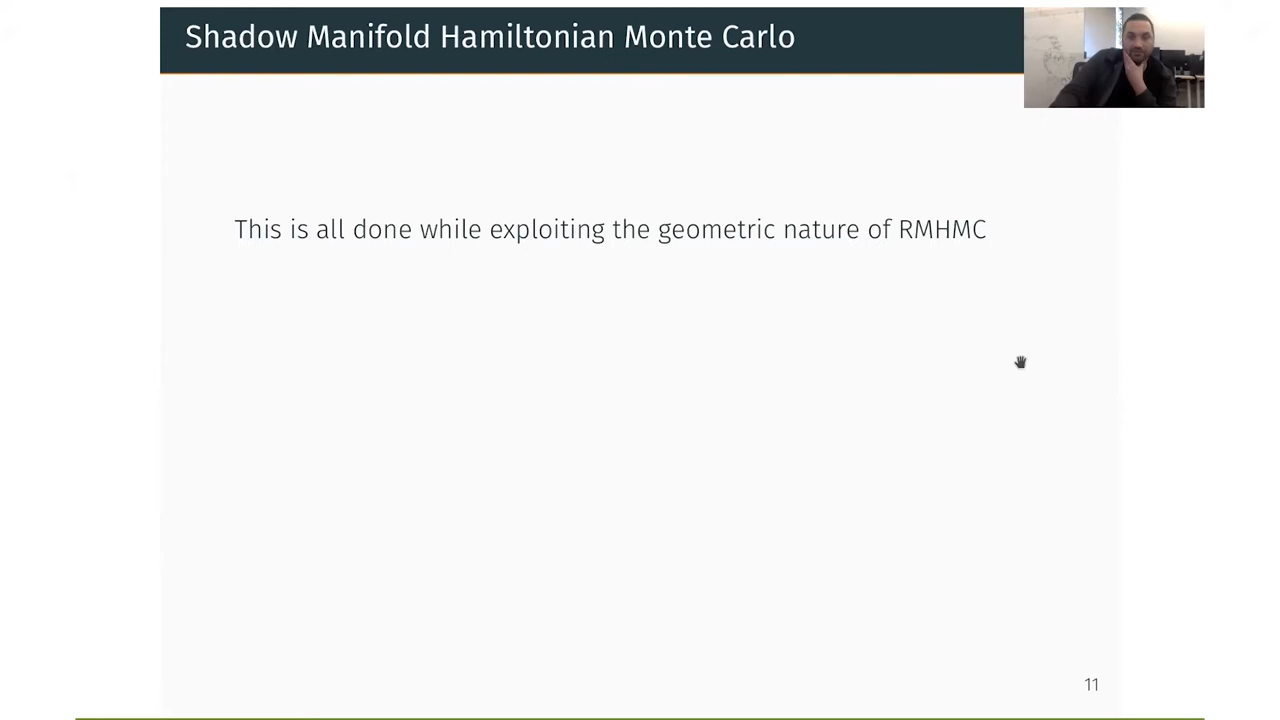 Shadow Manifold Hamiltonian Monte Carlo
This is all done while exploiting the geometric nature of RMHMC
11